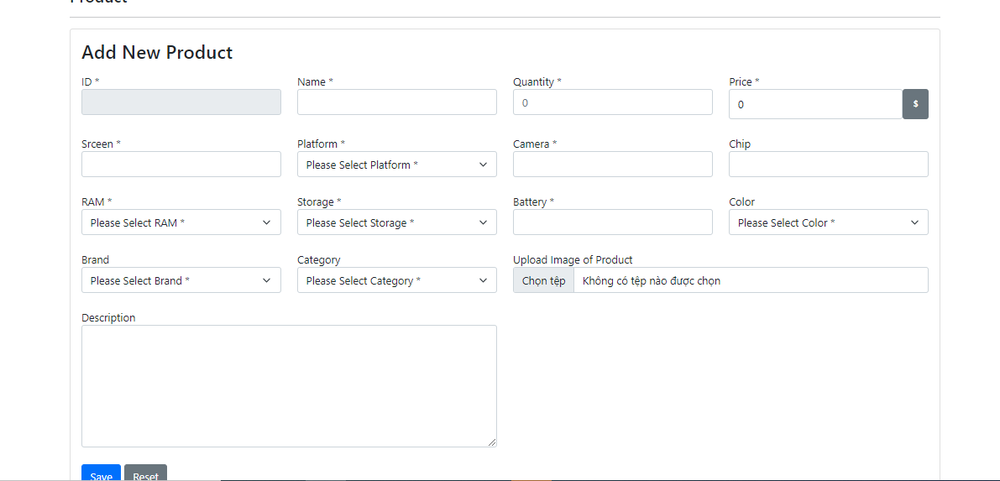 Product
Add New Product
ID * Name * Quantity * Price *
0 0 $
Srceen * Platform * Camera * Chip
Please Select Platform *
RAM * Storage * Battery * Color
Please Select RAM * Please Select Storage * Please Select Color *
Brand Category Upload Image of Product
Please Select Brand * Please Select Category * Chọn tệp Không có tệp nào được chọn
Description
Save Reset